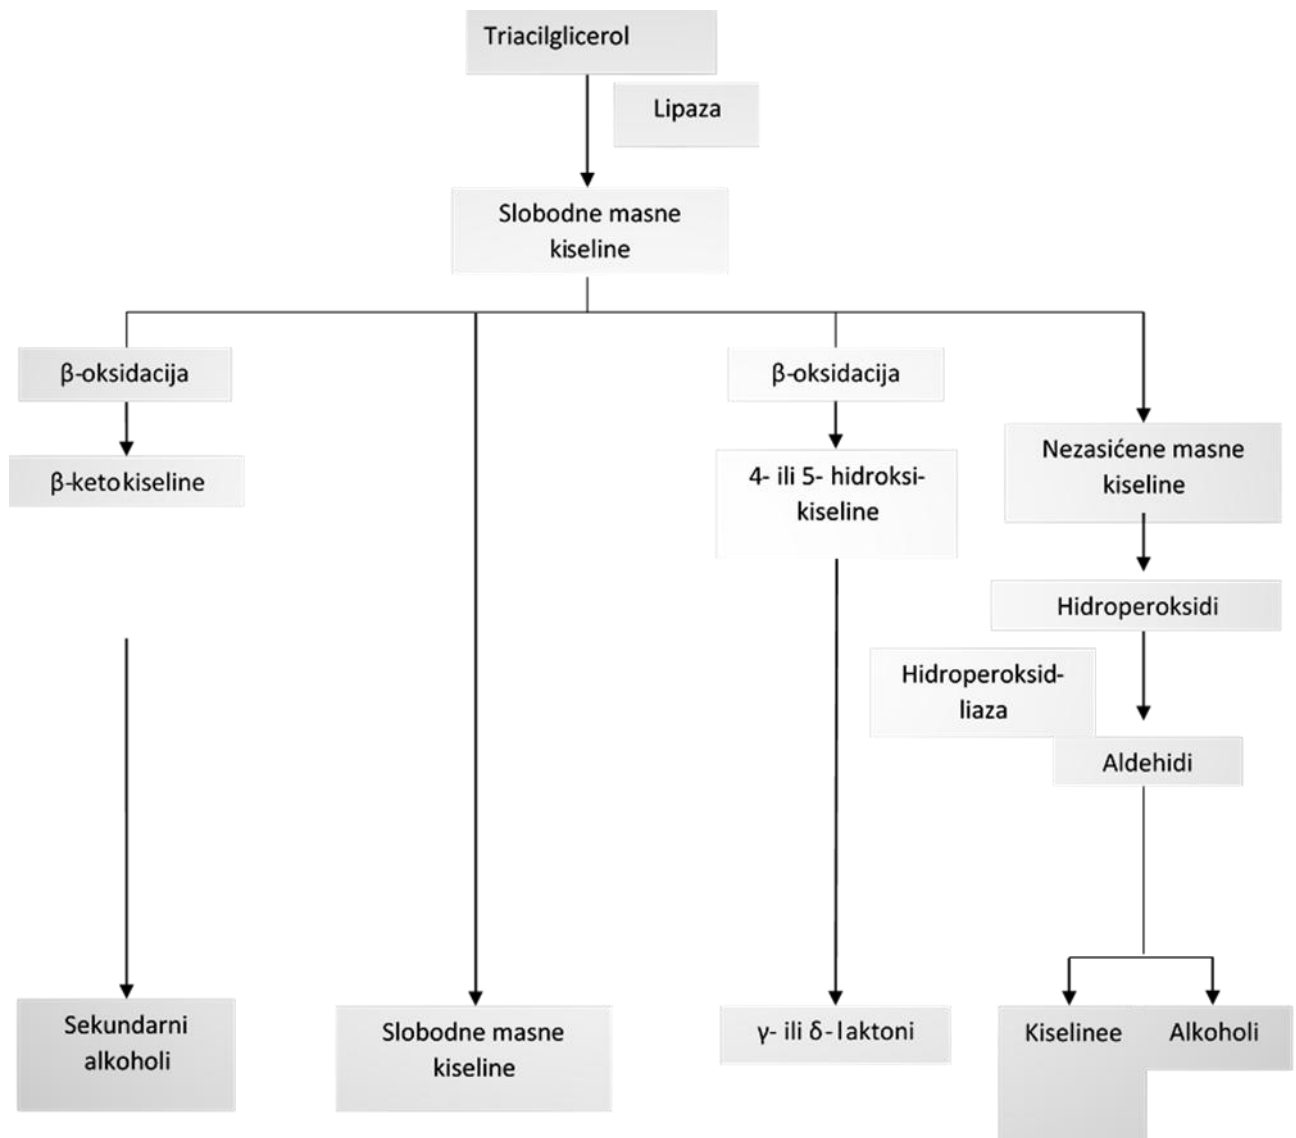 Triacilglicerol
Lipaza
Slobodne masne
kiseline
β-oksidacija
β-ketokiseline
β-oksidacija
4- ili 5- hidroksi-
kiseline
Nezasićene masne
kiseline
Hidroperoksidi
Hidroperoksid-
liaza
Aldehidi
Sekundarni
alkoholi
Slobodne masne
kiseline
γ- ili δ-laktoni
Kiselinee
Alkoholi